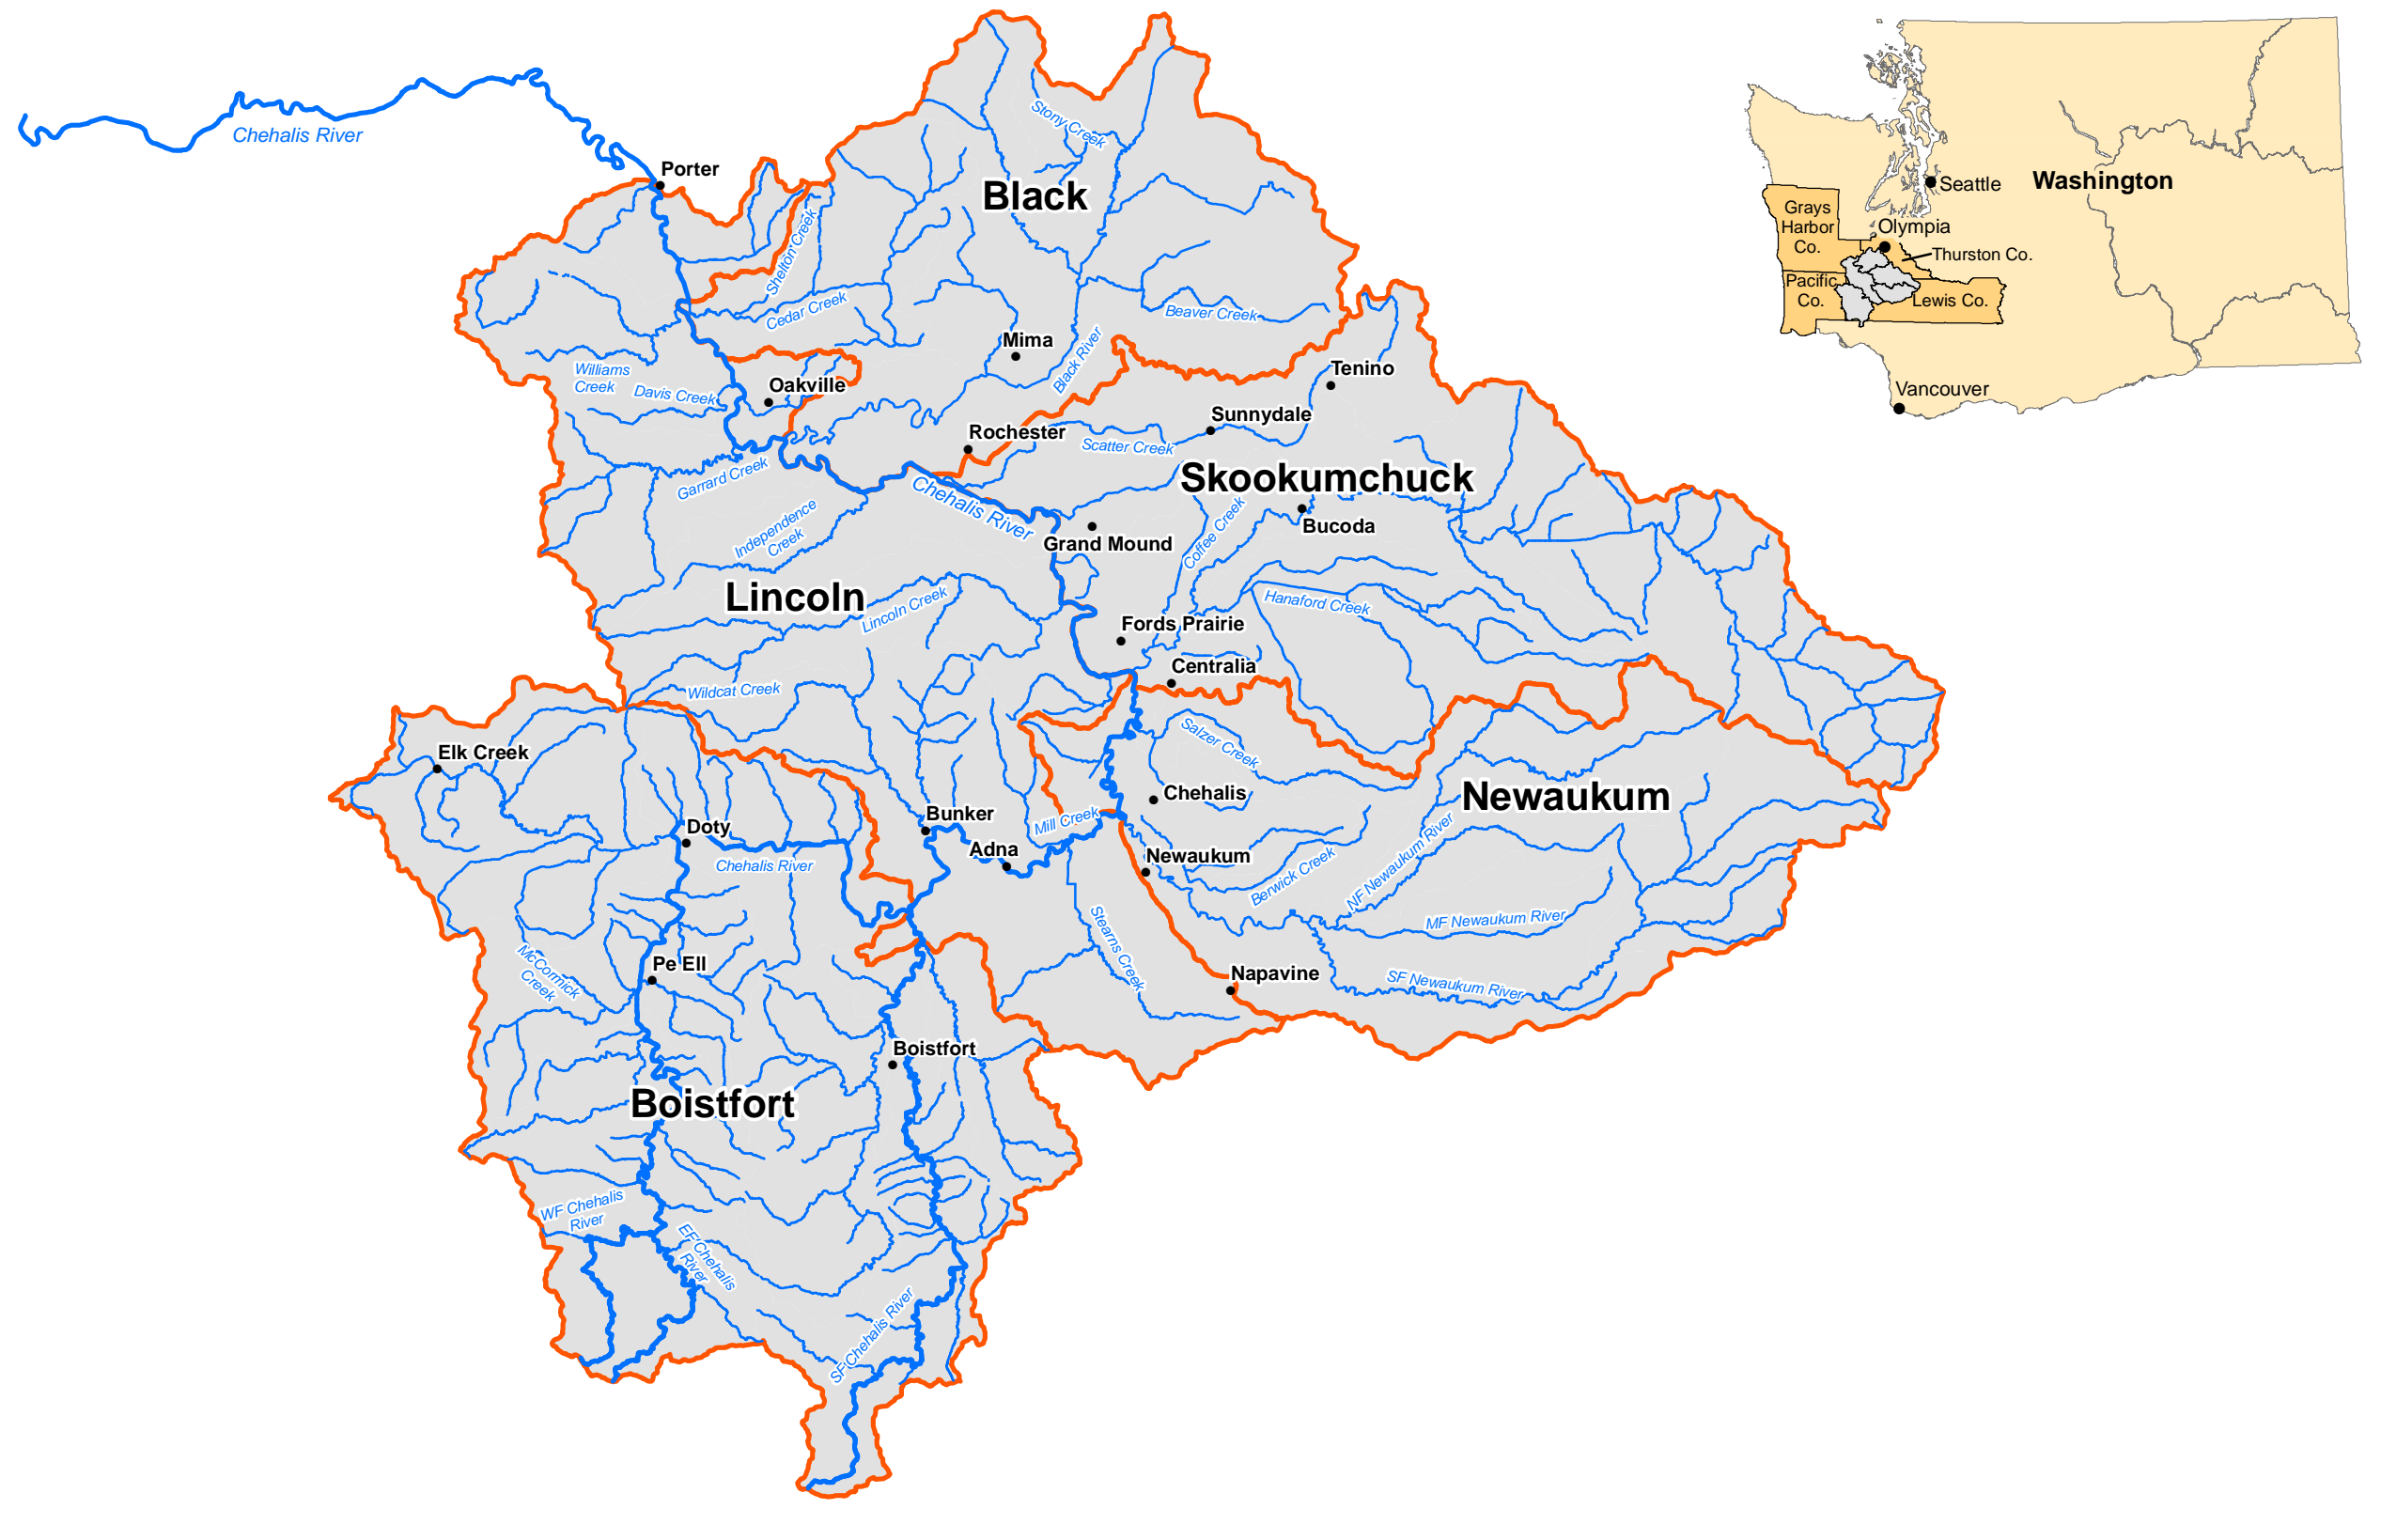 Chehalis River
Porter
Black
Stony Creek
Shelton Creek
Cedar Creek
Beaver Creek
Mima
Black River
Williams
Creek
Davis Creek
Oakville
Tenino
Sunnydale
Rochester
Scatter Creek
Garrard Creek
Skookumchuck
Chehalis River
Independence
Creek
Coffee Creek
Bucoda
Grand Mound
Lincoln
Lincoln Creek
Hanaford Creek
Fords Prairie
Centralia
Wildcat Creek
Salzer Creek
Elk Creek
Chehalis
Newaukum
Bunker
Mill Creek
Doty
Adna
Chehalis River
Newaukum
Berwick Creek
NF Newaukum River
MF Newaukum River
Stearns Creek
McCormick
Creek
Pe Ell
Napavine
SF Newaukum River
Boistfort
Boistfort
WF Chehalis
River
EF Chehalis
River
SF Chehalis River
Seattle
Washington
Grays
Harbor
Co.
Olympia
Thurston Co.
Pacific
Co.
Lewis Co.
Vancouver